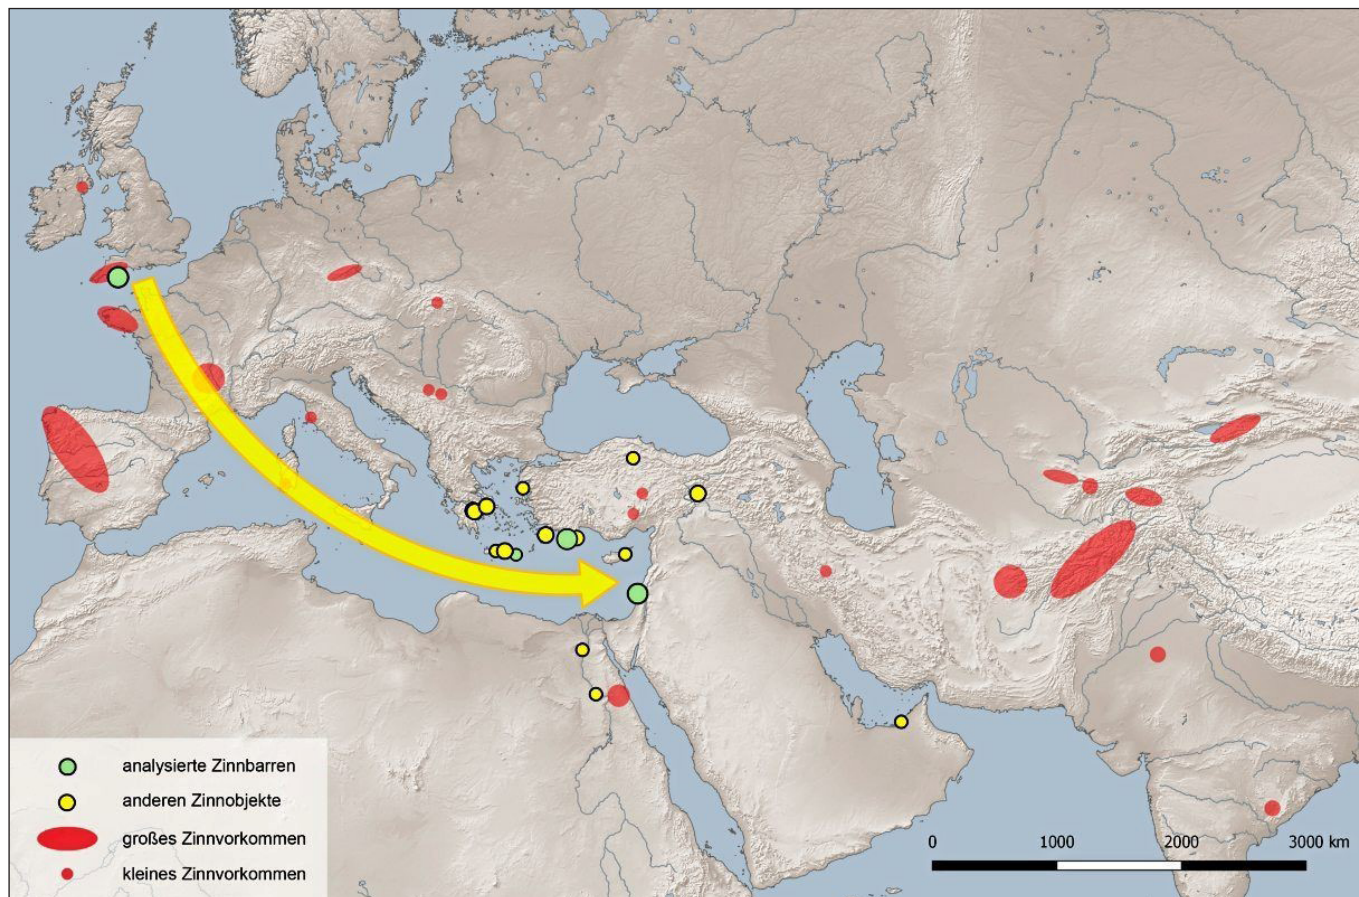 analysierte Zinnbarren
anderen Zinnobjekte
großes Zinnvorkommen
kleines Zinnvorkommen
0 1000 2000 3000 km